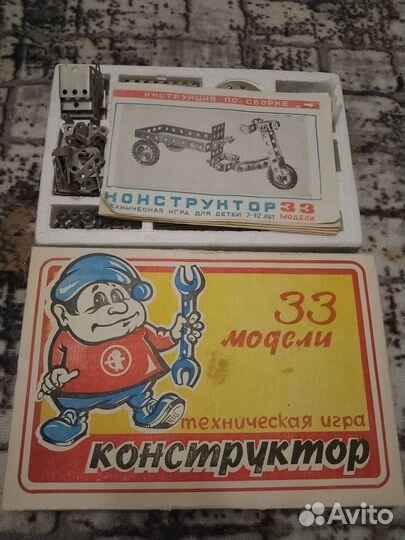 ИНСТРУКЦИЯ ПО СБОРКЕ
КОНСТРУКТОР 33
ТЕХНИЧЕСКАЯ ИГРА ДЛЯ ДЕТЕЙ 7-12 ЛЕТ МОДЕЛИ
33
модели
техническая игра
конструктор
Avito